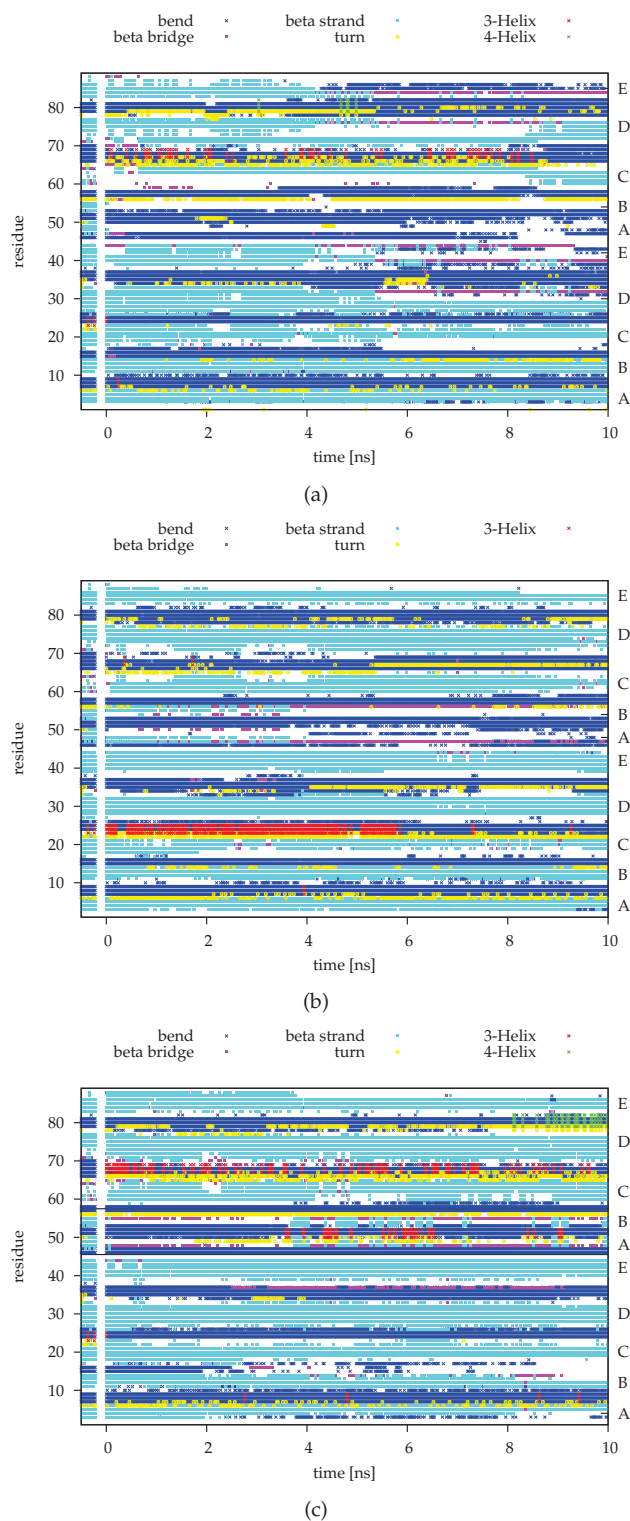 bend beta strand 3-Helix
beta bridge turn 4-Helix
80
70
60
50
40
30
20
10
residue
E
D
C
B
A
E
D
C
B
A
0 2 4 6 8 10
time [ns]
(a)
bend beta strand 3-Helix
beta bridge turn
80
70
60
50
40
30
20
10
residue
E
D
C
B
A
E
D
C
B
A
0 2 4 6 8 10
time [ns]
(b)
bend beta strand 3-Helix
beta bridge turn 4-Helix
80
70
60
50
40
30
20
10
residue
E
D
C
B
A
E
D
C
B
A
0 2 4 6 8 10
time [ns]
(c)